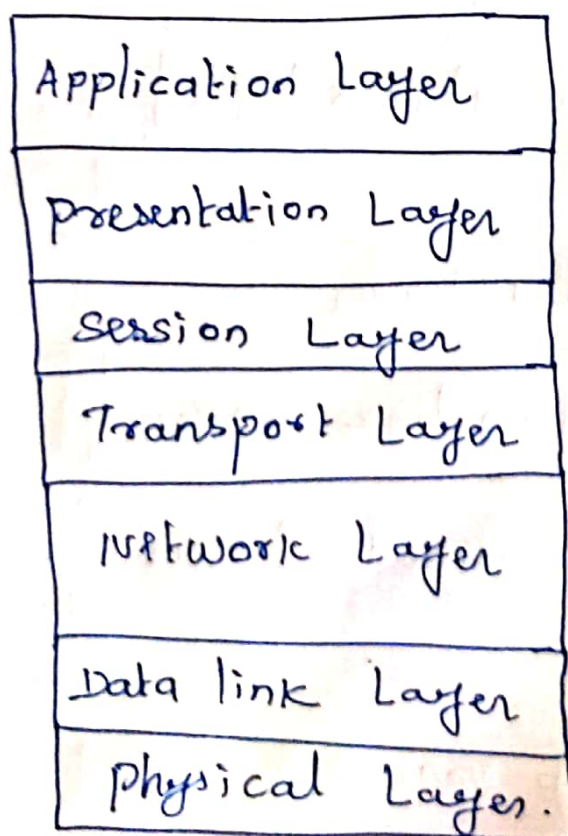 Application Layer
presentation Layer
Session Layer
Transport Layer
Network Layer
Data link Layer
physical Layer.